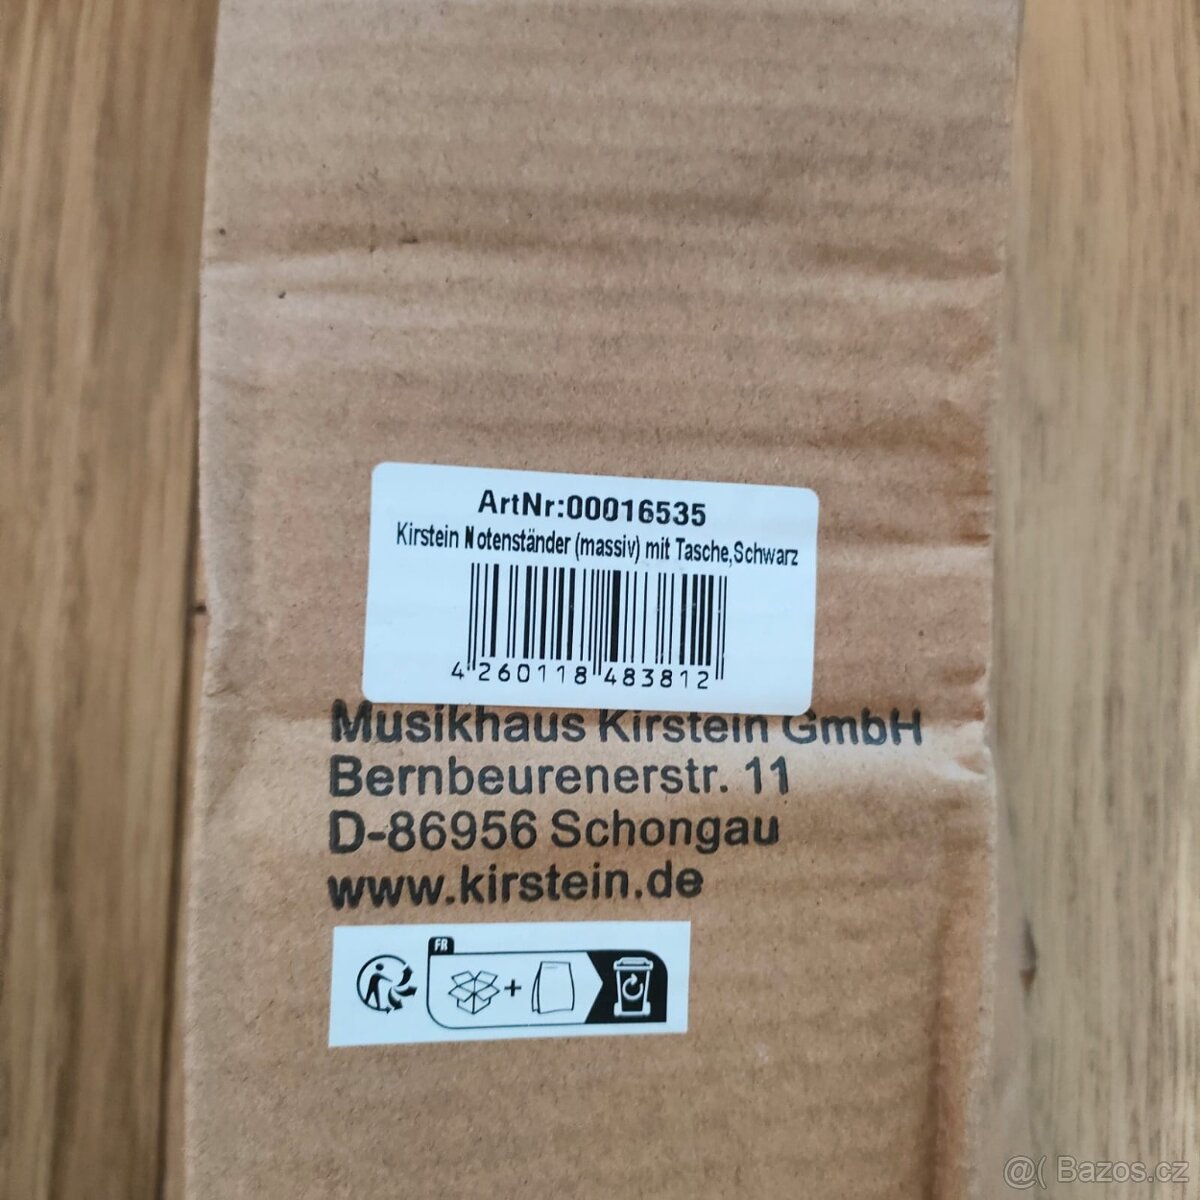 ArtNr:00016535
Kirstein Notenständer (massiv) mit Tasche,Schwarz
4 260118 483812
Musikhaus Kirstein GmbH
Bernbeurenerstr. 11
D-86956 Schongau
www.kirstein.de
FR
@( Bazos.cz